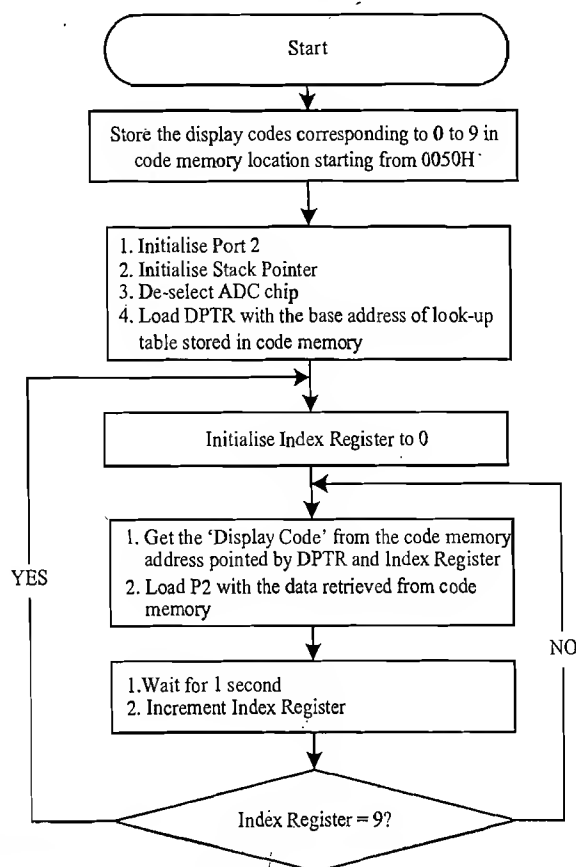 Start
Store the display codes corresponding to 0 to 9 in
code memory location starting from 0050H
1. Initialise Port 2
2. Initialise Stack Pointer
3. De-select ADC chip
4. Load DPTR with the base address of look-up
table stored in code memory
Initialise Index Register to 0
1. Get the 'Display Code' from the code memory
address pointed by DPTR and Index Register
2. Load P2 with the data retrieved from code
memory
YES
NO
1.Wait for 1 second
2. Increment Index Register
Index Register = 9?